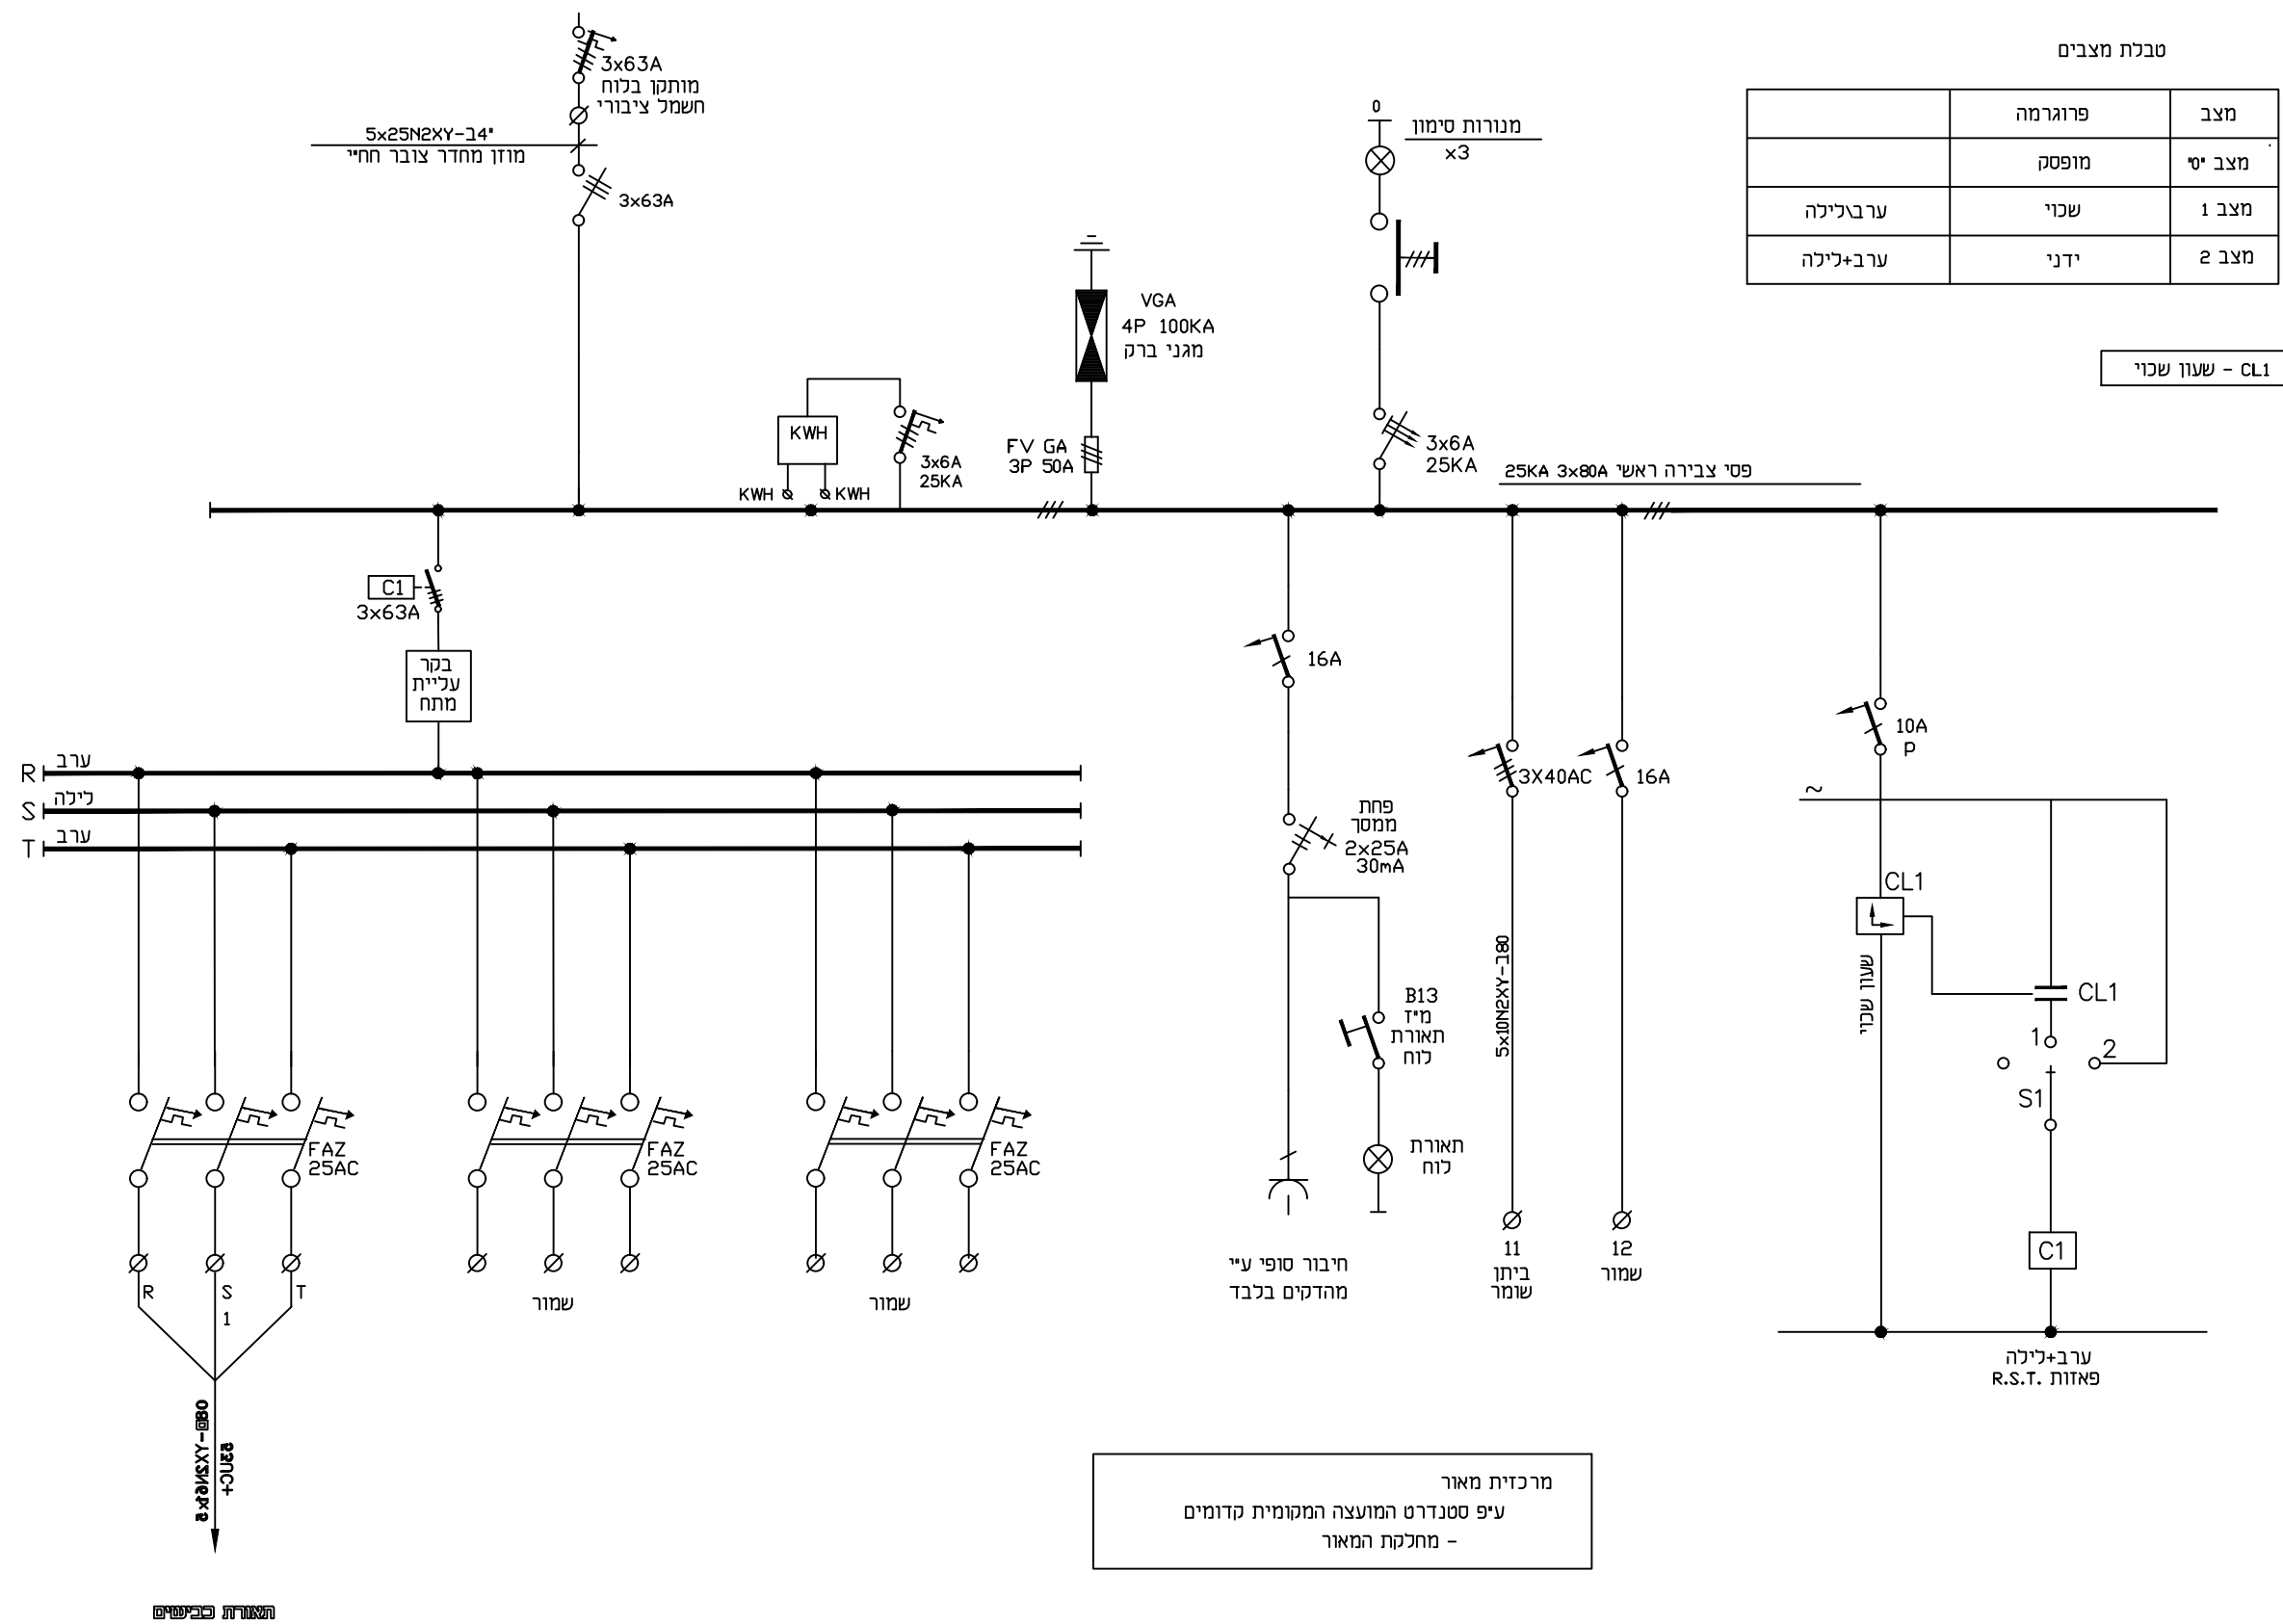 3x63A
מותקן בלוח
חשמל ציבורי
5x25N2XY-ב4"
מוזן מחדר צובר חח"י
3x63A
KWH
KWH
KWH
3x6A
25KA
VGA
4P 100KA
מגני ברק
FV GA
3P 50A
0
מנורות סימון
x3
3x6A
25KA
פסי צבירה ראשי 25KA 3x80A
טבלת מצבים
מצב פרוגרמה
מצב "0" מופסק
מצב 1 שכוי ערב\לילה
מצב 2 ידני ערב+לילה
CL1 - שעון שכוי
C1
3x63A
בקר
עליית
מתח
R ערב
S לילה
T ערב
FAZ
25AC
FAZ
25AC
FAZ
25AC
R
S
T
1
שמור
שמור
5x16N2XY-
+CU35
תאורת כבישים
16A
פחת
ממסר
2x25A
30mA
B13
מ"ז
תאורת
לוח
תאורת
לוח
חיבור סופי ע"י
מהדקים בלבד
3X40AC
5x10N2XY-ב80
11
ביתן
שומר
16A
12
שמור
10A
P
~
CL1
שעון שכוי
CL1
1
2
S1
C1
ערב+לילה
פאזות R.S.T.
מרכזית מאור
ע"פ סטנדרט המועצה המקומית קדומים
- מחלקת המאור